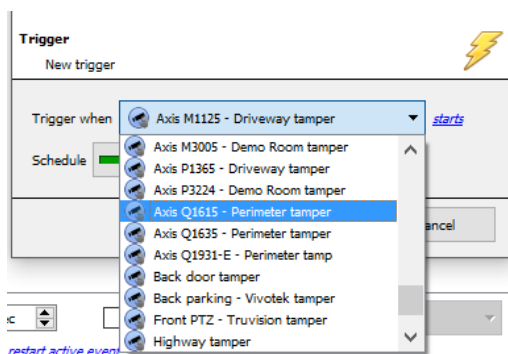 Trigger
New trigger
Trigger when Axis M1125 - Driveway tamper starts
Axis M3005 - Demo Room tamper
Schedule
Axis P1365 - Driveway tamper
Axis P3224 - Demo Room tamper
Axis Q1615 - Perimeter tamper
Axis Q1635 - Perimeter tamper
ancel
Axis Q1931-E - Perimeter tamp
Back door tamper
Back parking - Vivotek tamper
Front PTZ - Truvision tamper
Highway tamper
restart active event